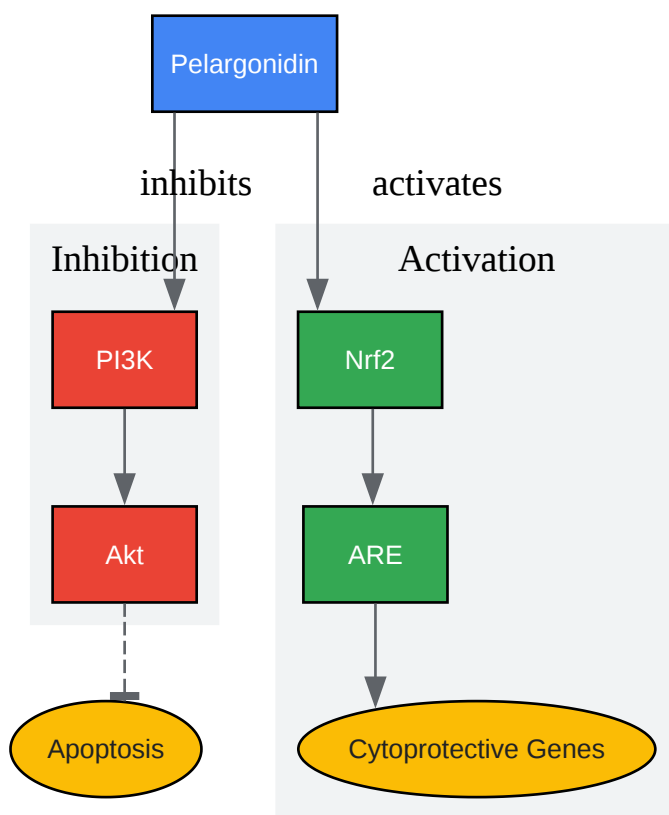 Pelargonidin
inhibits
activates
Inhibition
Activation
PI3K
Nrf2
Akt
ARE
Apoptosis
Cytoprotective Genes